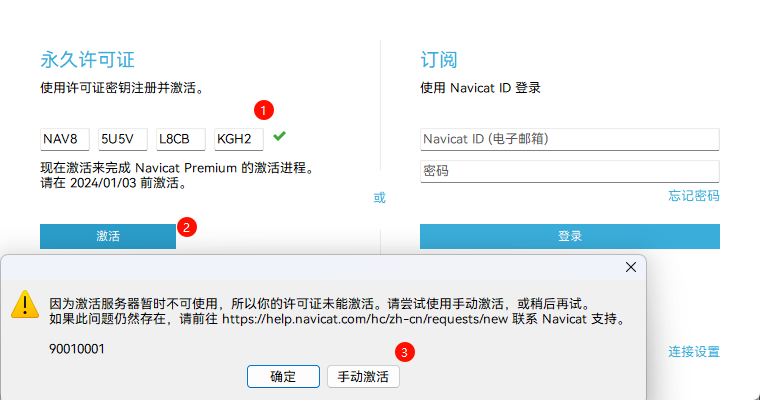 永久许可证
使用许可证密钥注册并激活。
1
NAV8 5U5V L8CB KGH2
现在激活来完成 Navicat Premium 的激活进程。
请在 2024/01/03 前激活。
激活
2
或
订阅
使用 Navicat ID 登录
Navicat ID (电子邮箱)
密码
忘记密码
登录
连接设置
因为激活服务器暂时不可使用，所以你的许可证未能激活。请尝试使用手动激活，或稍后再试。
如果此问题仍然存在，请前往 https://help.navicat.com/hc/zh-cn/requests/new 联系 Navicat 支持。
90010001
3
确定
手动激活